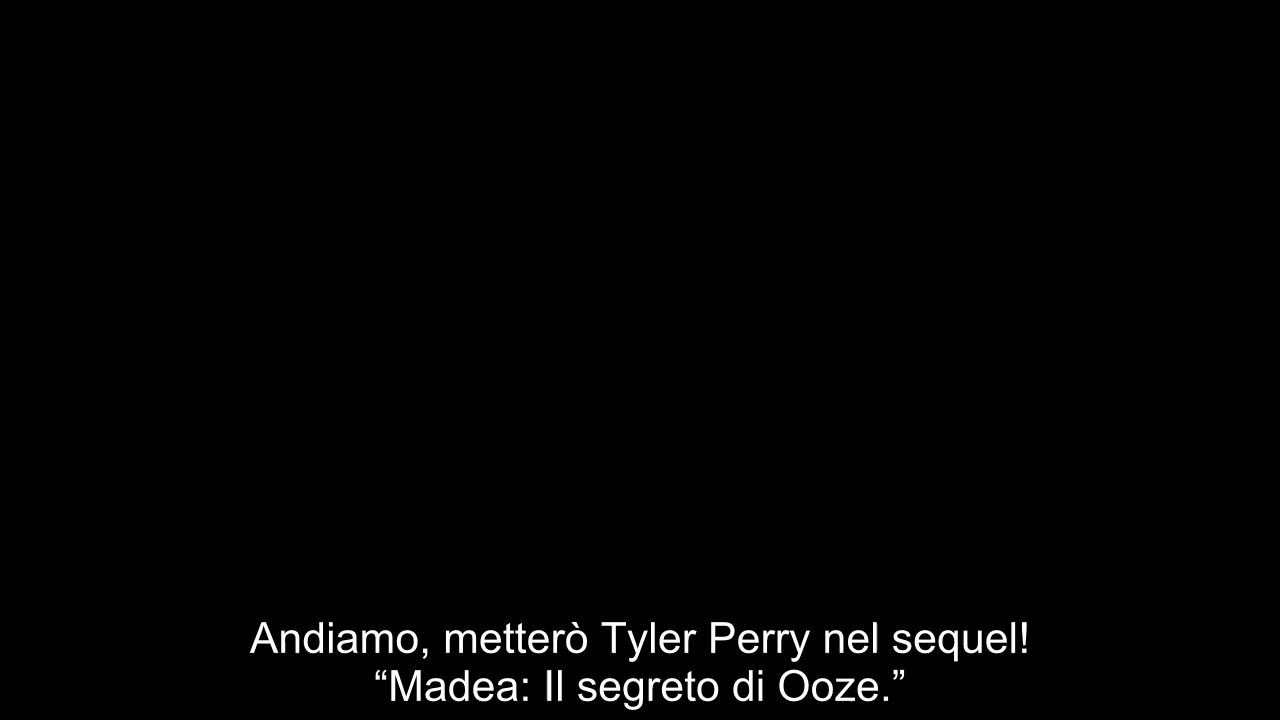 Andiamo, metterò Tyler Perry nel sequel!
“Madea: Il segreto di Ooze.”